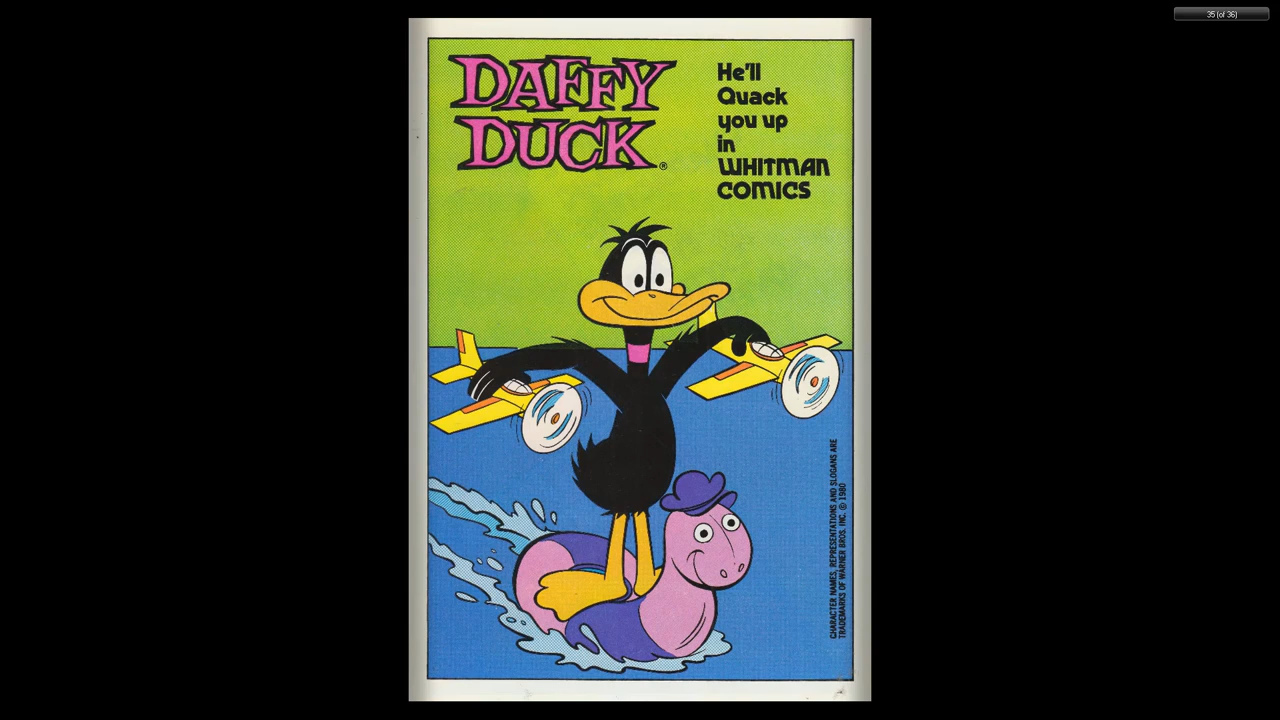 35 (of 36)
DAFFY
DUCK®
He'll
Quack
you up
in
WHITMAN
COMICS
CHARACTER NAMES, REPRESENTATIONS AND SLOGANS ARE
TRADEMARKS OF WARNER BROS. INC. © 1980